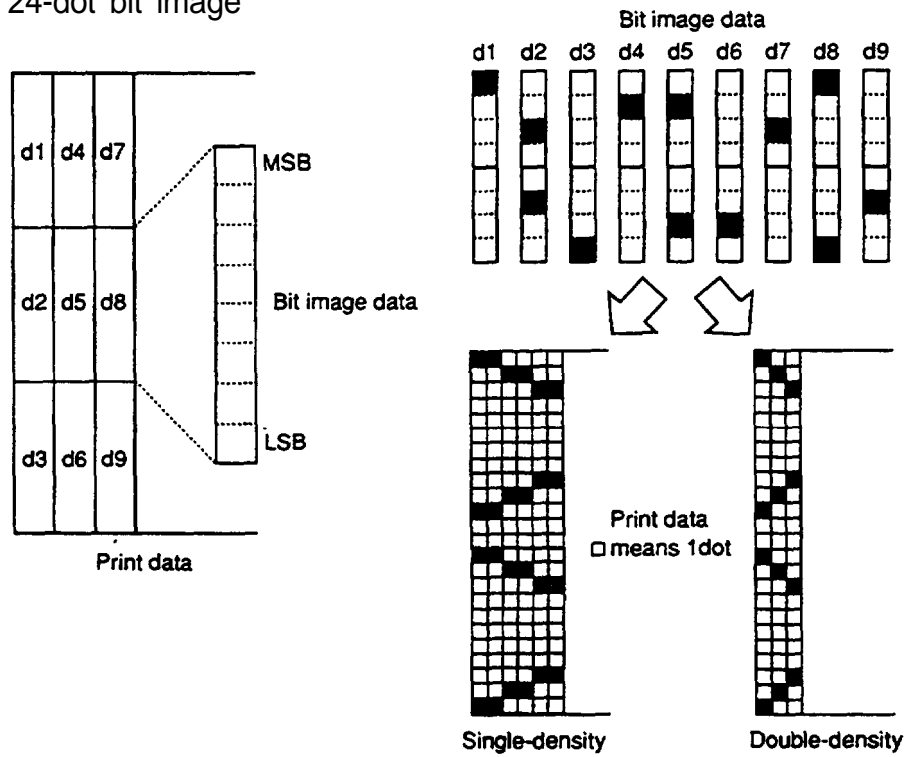 24-dot bit image
Bit image data
d1 d2 d3 d4 d5 d6 d7 d8 d9
d1 d4 d7
d2 d5 d8
d3 d6 d9
MSB
Bit image data
LSB
Print data
Print data
□ means 1dot
Single-density
Double-density